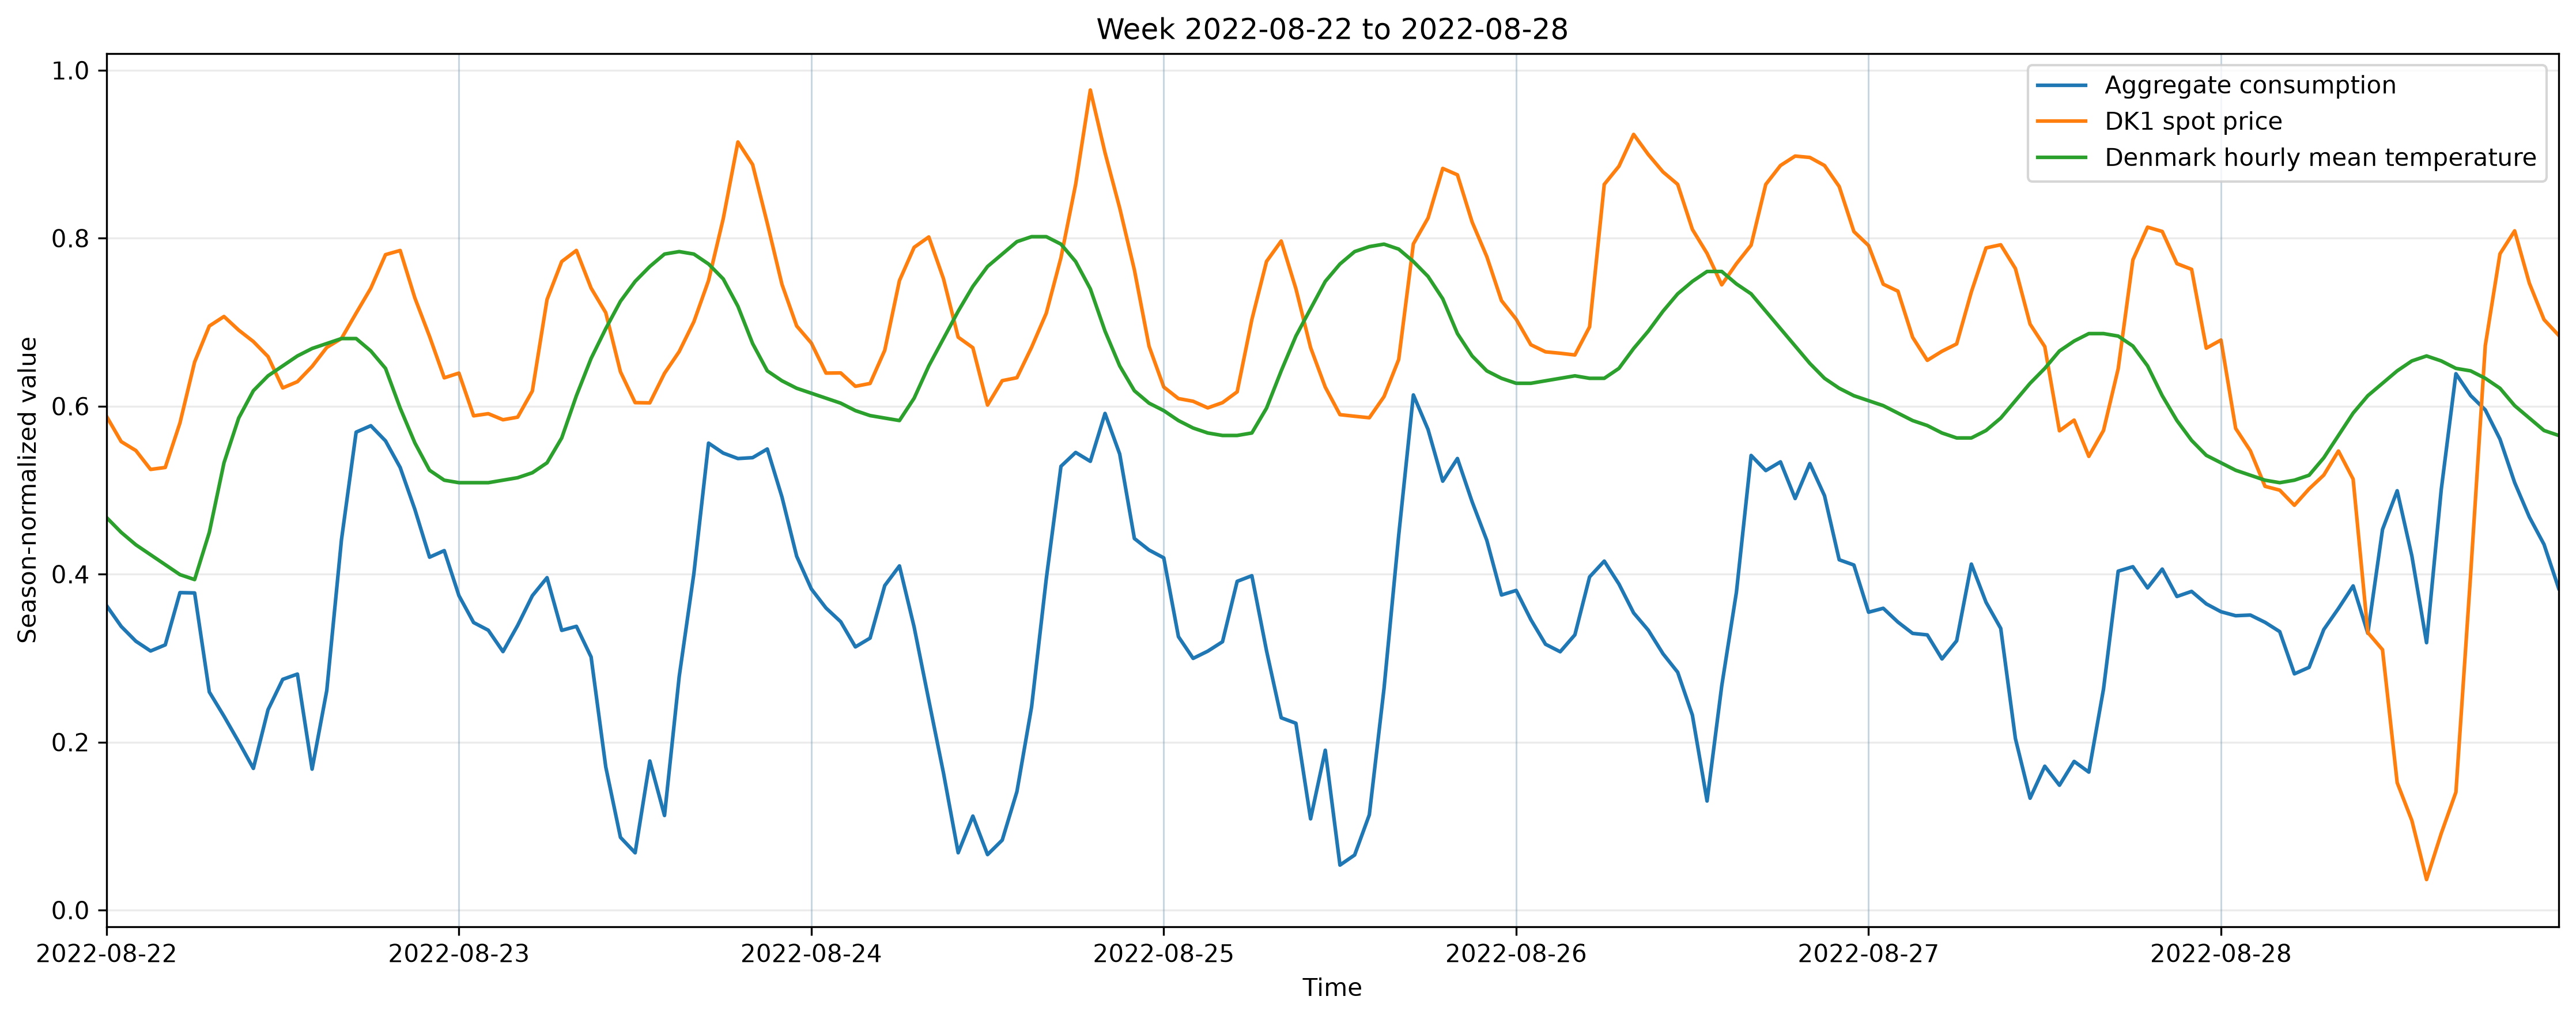 Week 2022-08-22 to 2022-08-28
Aggregate consumption
DK1 spot price
Denmark hourly mean temperature
Season-normalized value
1.0
0.8
0.6
0.4
0.2
0.0
2022-08-22 2022-08-23 2022-08-24 2022-08-25 2022-08-26 2022-08-27 2022-08-28
Time